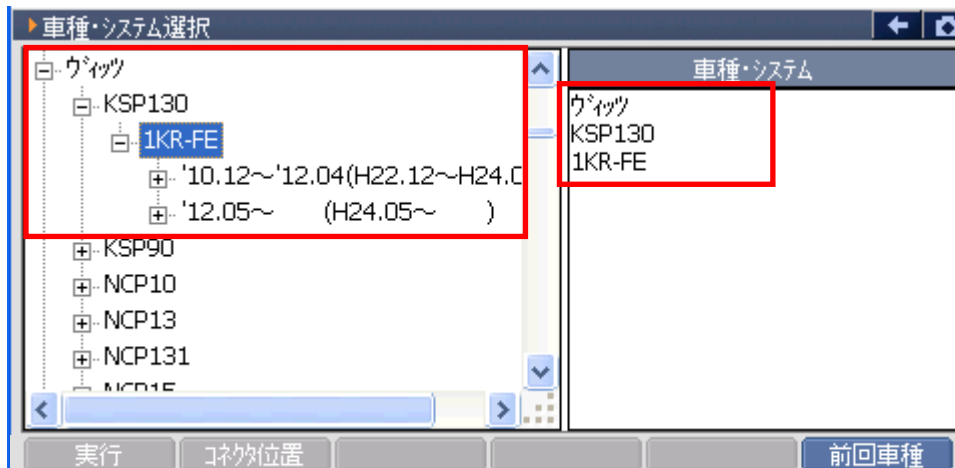 車種・システム選択
ヴィッツ
KSP130
1KR-FE
'10.12～'12.04(H22.12～H24.0
'12.05～　　(H24.05～　　)
KSP90
NCP10
NCP13
NCP131
車種・システム
ヴィッツ
KSP130
1KR-FE
実行
コネクタ位置
前回車種